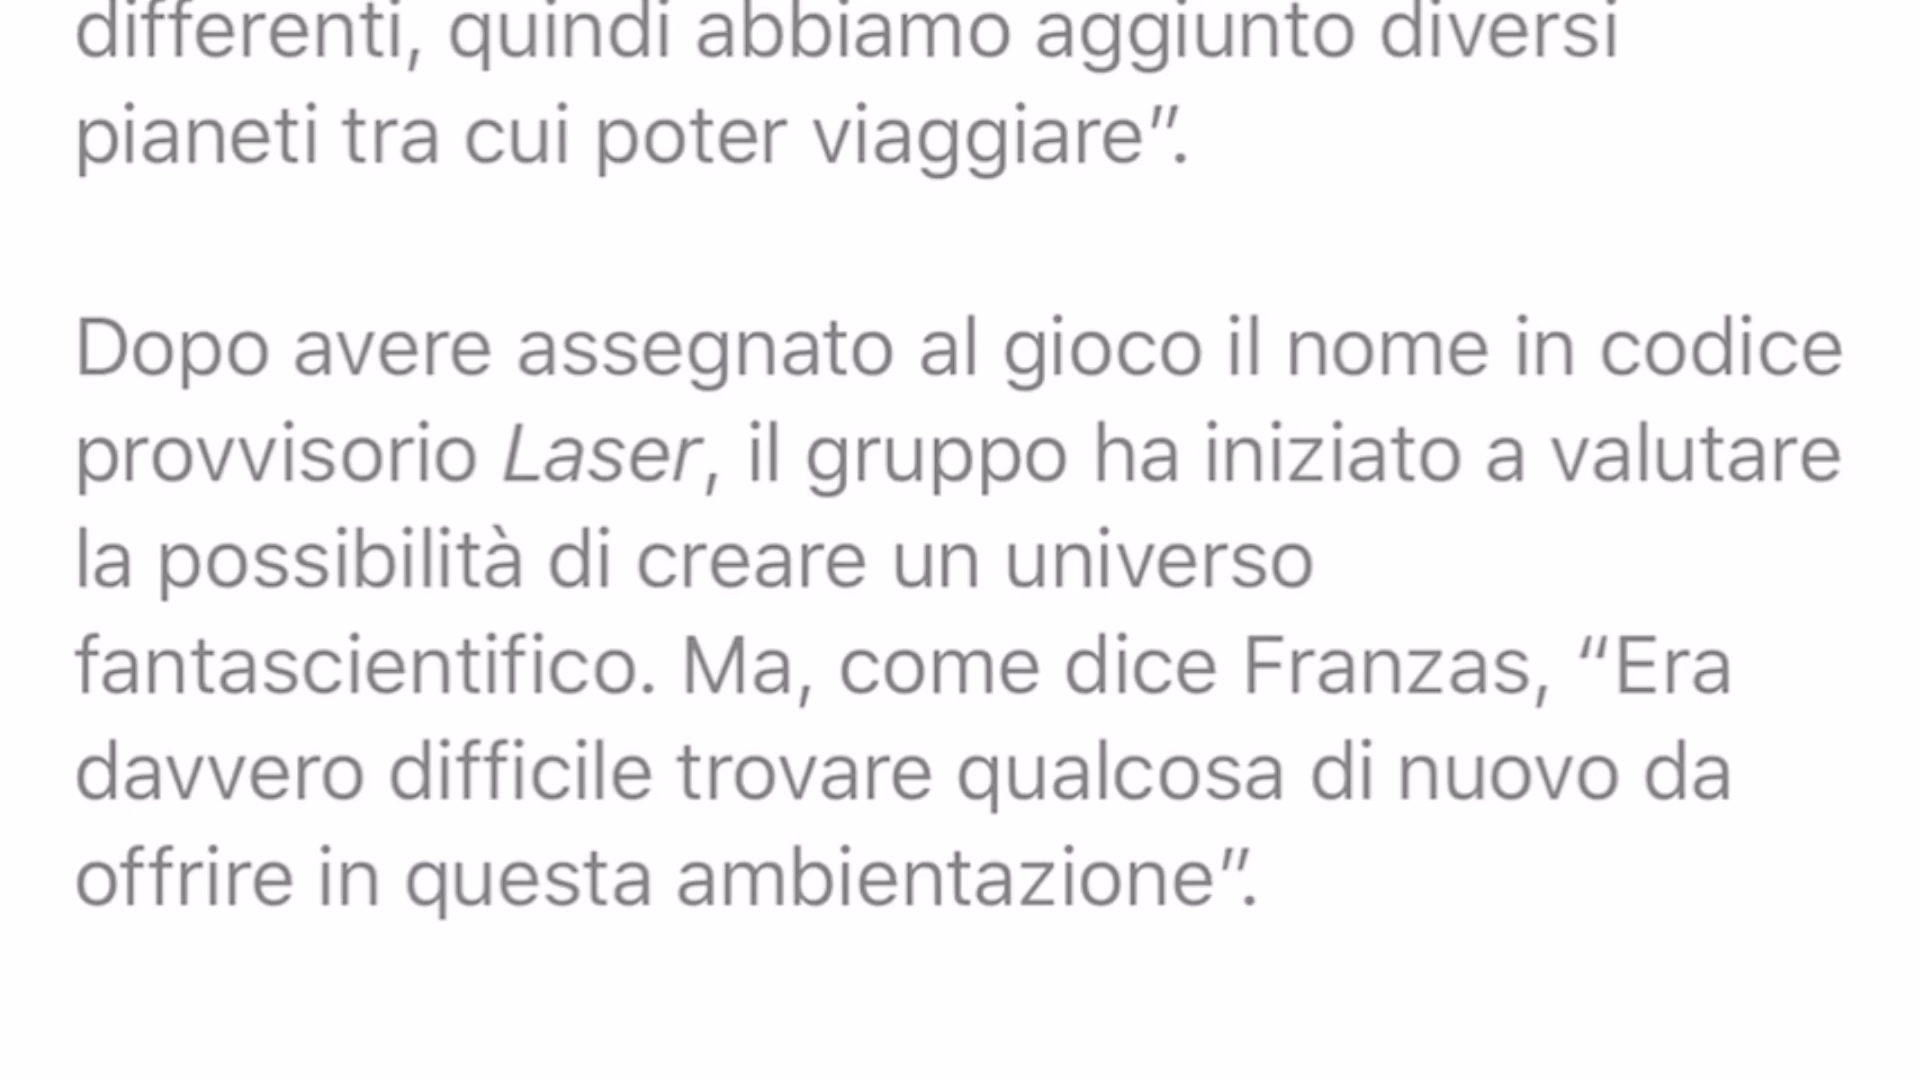 differenti, quindi abbiamo aggiunto diversi
pianeti tra cui poter viaggiare”.
Dopo avere assegnato al gioco il nome in codice
provvisorio Laser, il gruppo ha iniziato a valutare
la possibilità di creare un universo
fantascientifico. Ma, come dice Franzas, “Era
davvero difficile trovare qualcosa di nuovo da
offrire in questa ambientazione”.